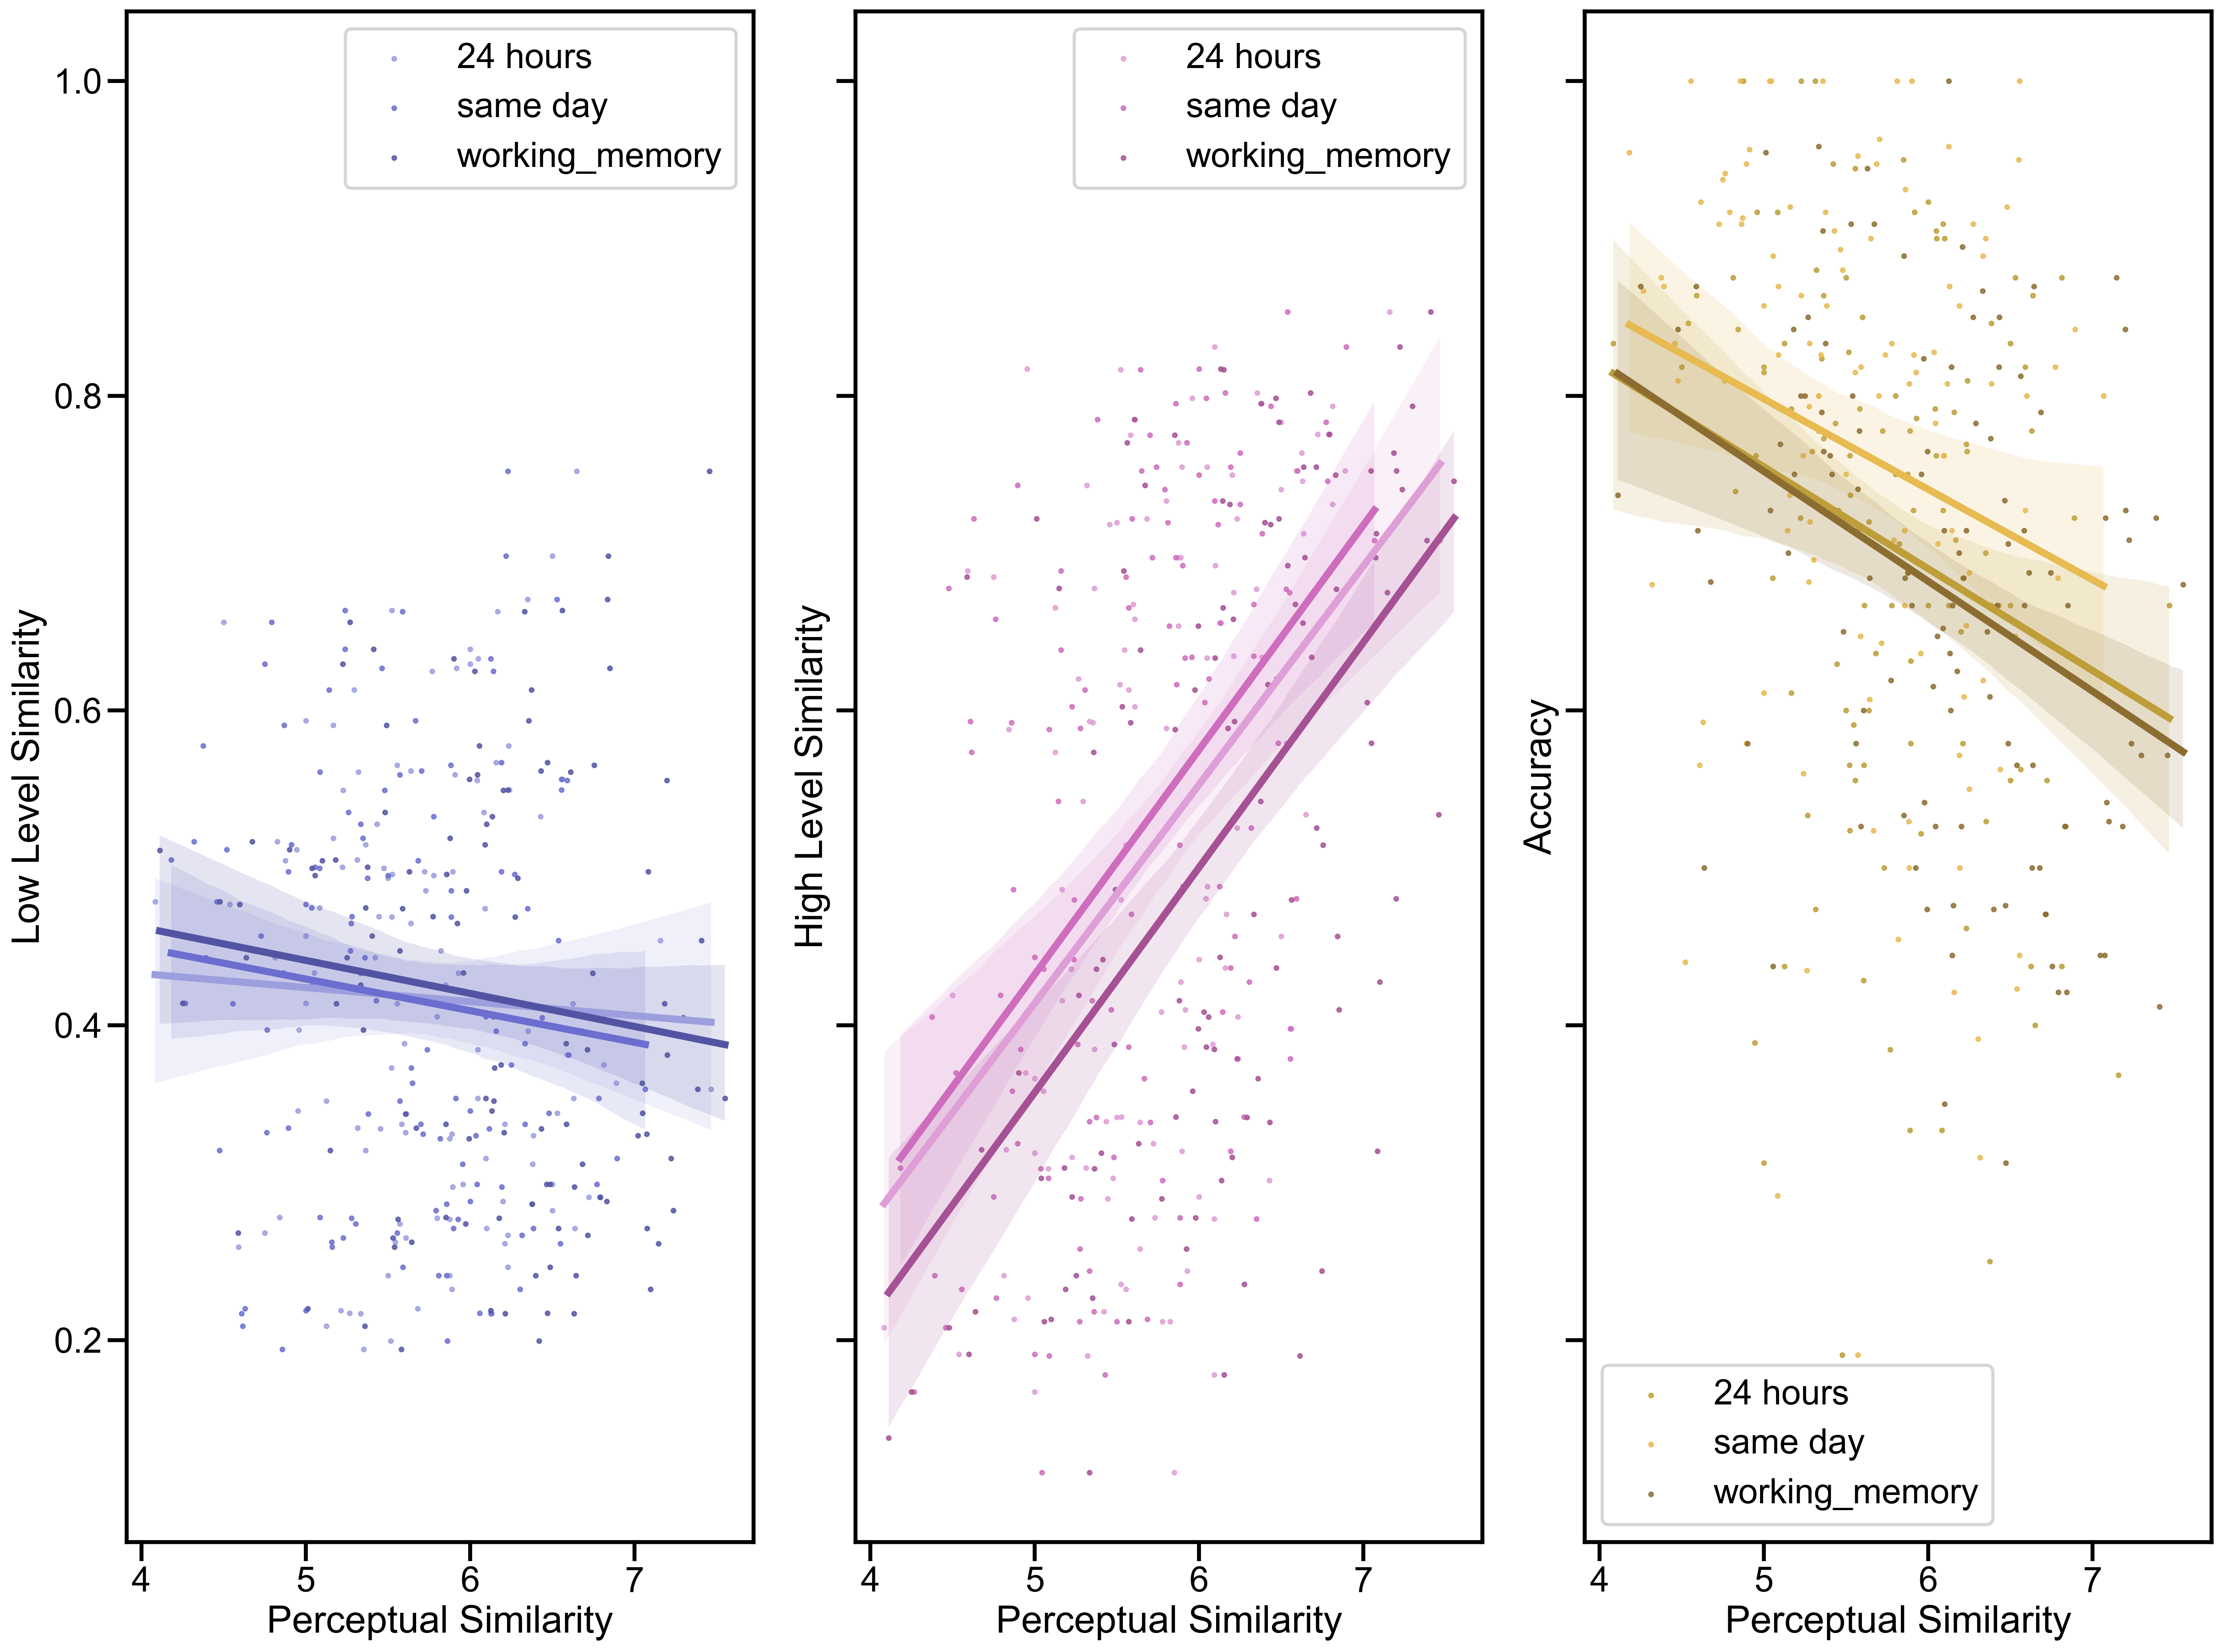 24 hours
same day
working_memory
1.0
0.8
0.6
0.4
0.2
Low Level Similarity
4 5 6 7
Perceptual Similarity
24 hours
same day
working_memory
High Level Similarity
4 5 6 7
Perceptual Similarity
Accuracy
24 hours
same day
working_memory
4 5 6 7
Perceptual Similarity